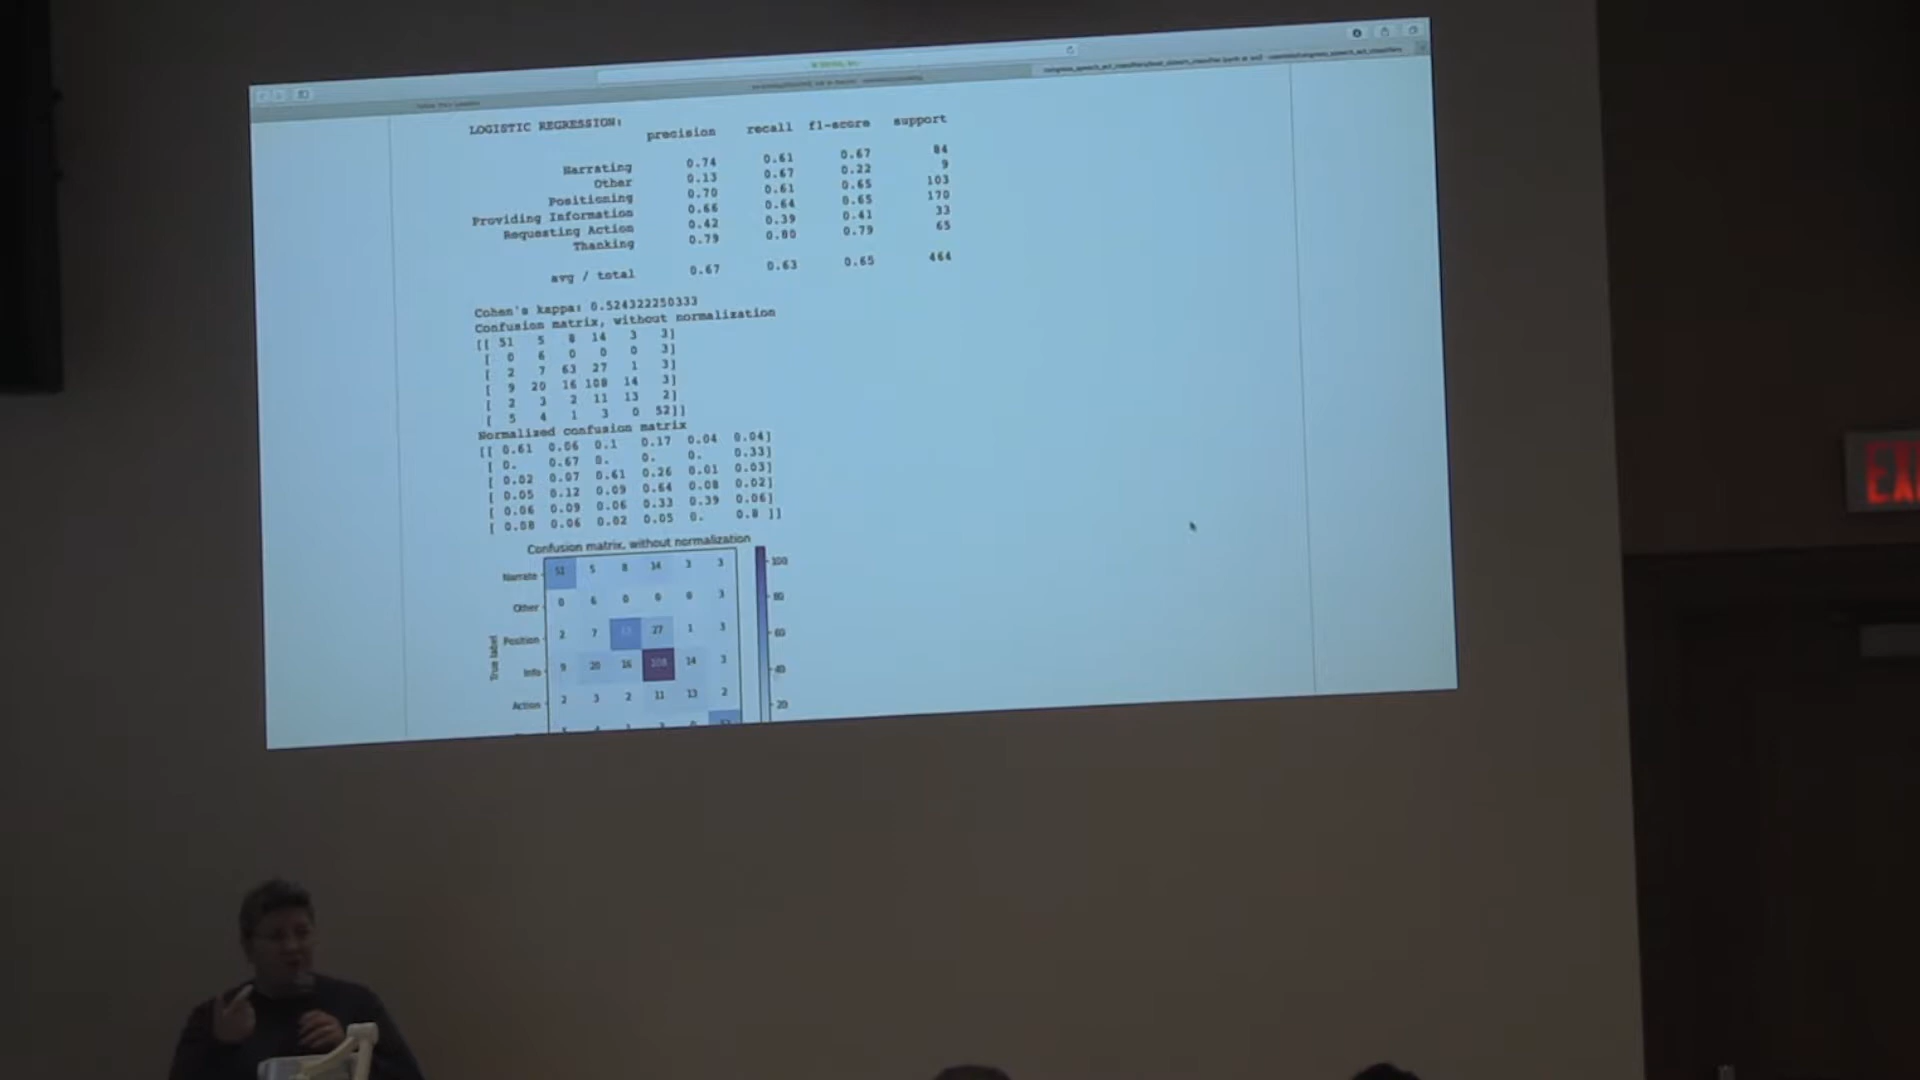 LOGISTIC REGRESSION:
precision recall f1-score support
Narrating 0.74 0.61 0.67 84
Other 0.13 0.67 0.22 9
Positioning 0.70 0.61 0.65 103
Providing Information 0.66 0.64 0.65 170
Requesting Action 0.42 0.39 0.41 33
Thanking 0.79 0.80 0.79 65
avg / total 0.67 0.63 0.65 464
Cohen's kappa: 0.524322250333
Confusion matrix, without normalization
[[ 51 5 8 14 3 3]
[ 0 6 0 0 0 3]
[ 2 7 63 27 1 3]
[ 9 20 16 108 14 3]
[ 2 3 2 11 13 2]
[ 5 4 1 3 0 52]]
Normalized confusion matrix
[[ 0.61 0.06 0.1 0.17 0.04 0.04]
[ 0. 0.67 0. 0. 0. 0.33]
[ 0.02 0.07 0.61 0.26 0.01 0.03]
[ 0.05 0.12 0.09 0.64 0.08 0.02]
[ 0.06 0.09 0.06 0.33 0.39 0.06]
[ 0.08 0.06 0.02 0.05 0. 0.8 ]]
Confusion matrix, without normalization
Narrate 51 5 8 14 3 3
Other 0 6 0 0 0 3
Position 2 7 63 27 1 3
Info 9 20 16 108 14 3
Action 2 3 2 11 13 2
True label
100
80
60
40
20
EXI